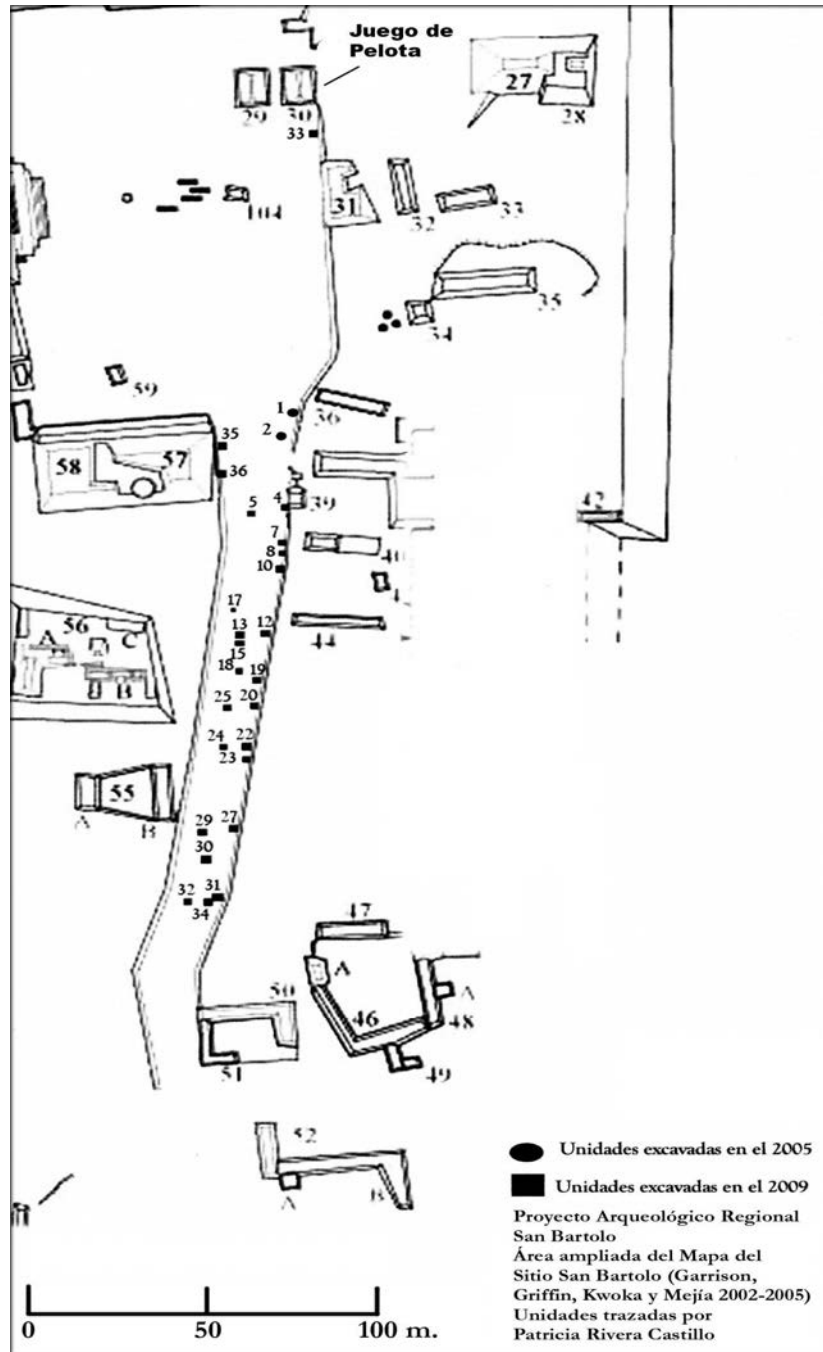 Juego de
Pelota
27
28
29
30
33
31
32
33
104
35
34
59
1
36
2
35
58
57
36
5
4
39
42
7
8
40
10
17
13
12
44
56
A
C
15
18
19
B
25
20
24
22
23
55
A
B
29
27
30
32
31
34
47
A
50
46
A
48
51
49
52
A
B
Unidades excavadas en el 2005
Unidades excavadas en el 2009
Proyecto Arqueológico Regional
San Bartolo
Área ampliada del Mapa del
Sitio San Bartolo (Garrison,
Griffin, Kwoka y Mejía 2002-2005)
Unidades trazadas por
Patricia Rivera Castillo
0 50 100 m.